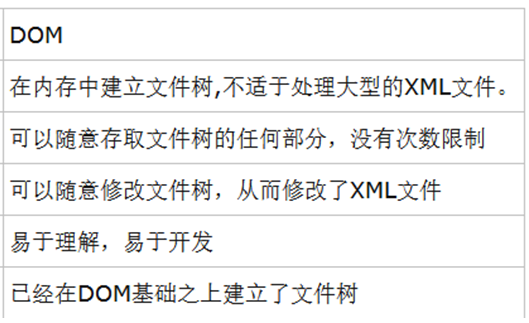 DOM
在内存中建立文件树,不适于处理大型的XML文件。
可以随意存取文件树的任何部分，没有次数限制
可以随意修改文件树，从而修改了XML文件
易于理解，易于开发
已经在DOM基础之上建立了文件树